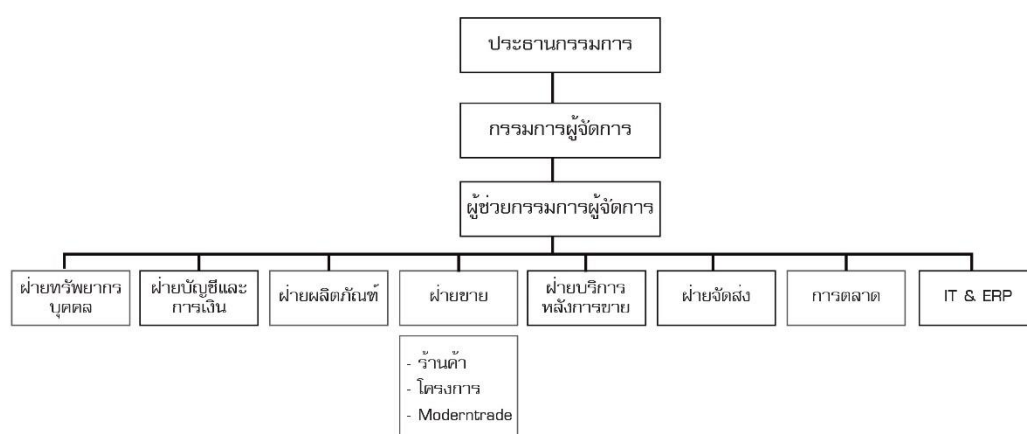 ประธานกรรมการ
กรรมการผู้จัดการ
ผู้ช่วยกรรมการผู้จัดการ
ฝ่ายทรัพยากร
บุคคล
ฝ่ายบัญชีและ
การเงิน
ฝ่ายผลิตภัณฑ์
ฝ่ายขาย
ฝ่ายบริการ
หลังการขาย
ฝ่ายจัดส่ง
การตลาด
IT & ERP
- ร้านค้า
- โครงการ
- Moderntrade